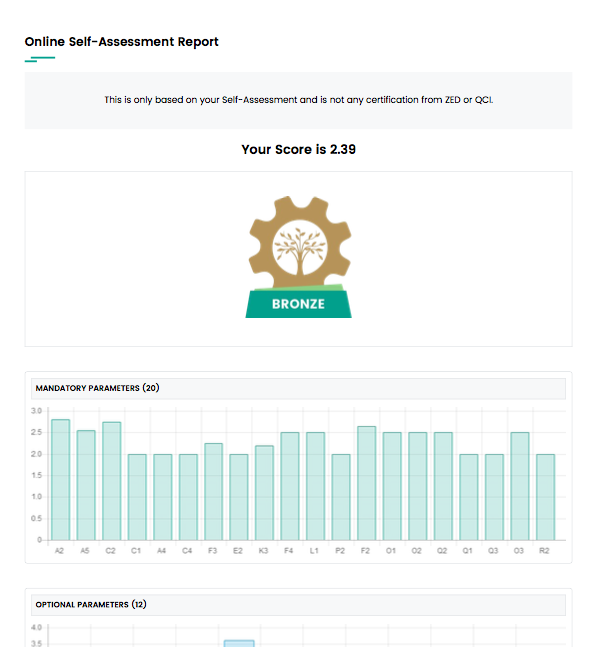 Online Self-Assessment Report
This is only based on your Self-Assessment and is not any certification from ZED or QCI.
Your Score is 2.39
BRONZE
MANDATORY PARAMETERS (20)
3.0
2.5
2.0
1.5
1.0
0.5
0
A2 A5 C2 C1 A4 C4 F3 E2 K3 F4 L1 P2 F2 O1 O2 Q2 Q1 Q3 O3 R2
OPTIONAL PARAMETERS (12)
4.0
3.5